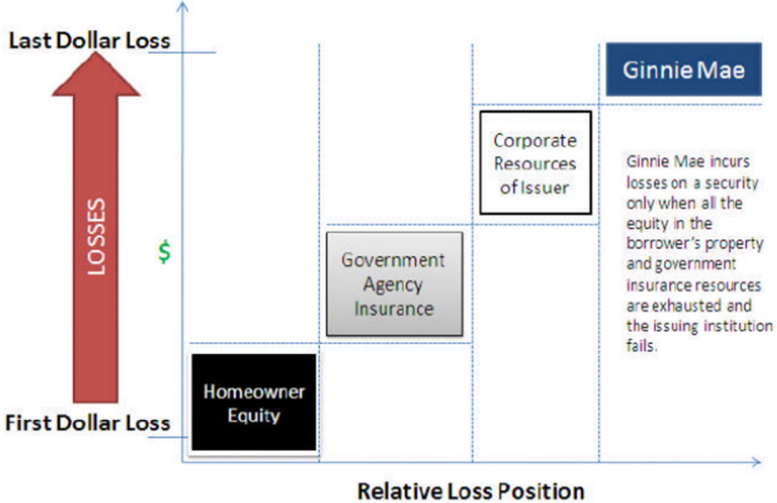 Last Dollar Loss
Ginnie Mae
Corporate
Resources
of Issuer
Ginnie Mae incurs
losses on a security
only when all the
equity in the
borrower's property
and government
insurance resources
are exhausted and
the issuing institution
fails.
LOSSES
$
Government
Agency
Insurance
Homeowner
Equity
First Dollar Loss
Relative Loss Position